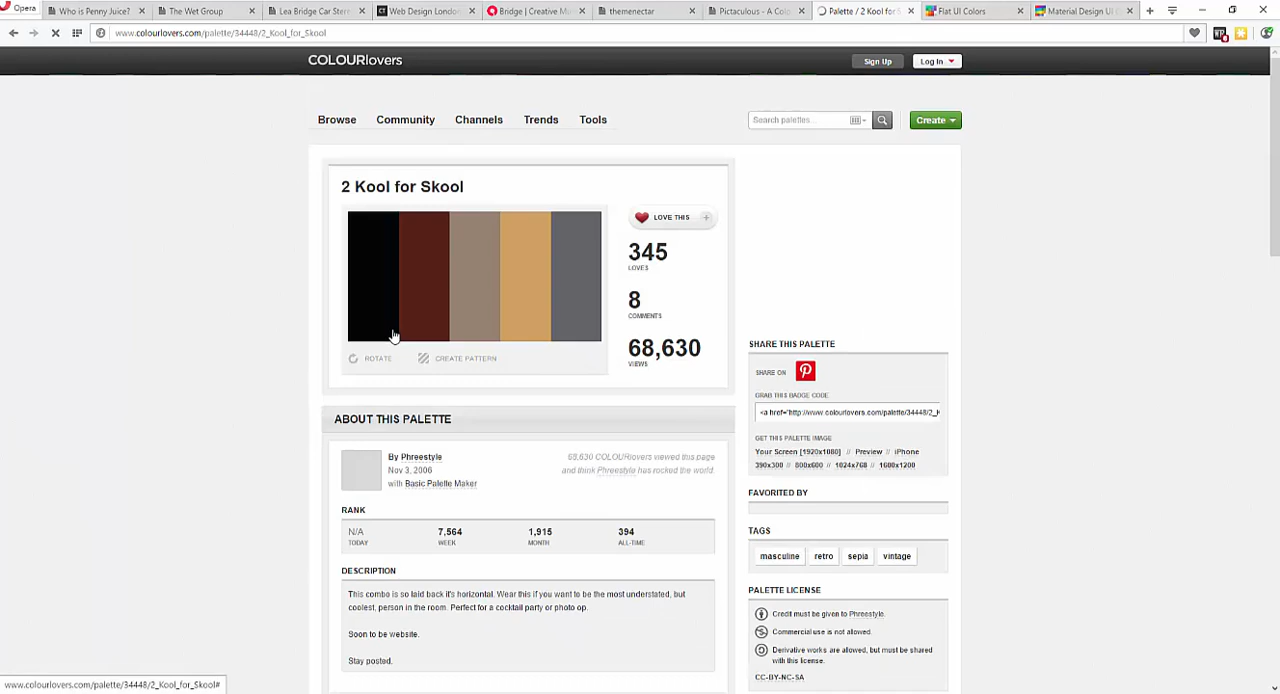 Opera
Who is Penny Juice?
The Wet Group
Lea Bridge Car Stere
Web Design London
Bridge | Creative Mu
themenectar
Pictaculous - A Colo
Palette / 2 Kool for S
Flat UI Colors
Material Design UI C
www.colourlovers.com/palette/34448/2_Kool_for_Skool
COLOURlovers
Sign Up
Log In
Browse Community Channels Trends Tools
Search palettes...
Create
2 Kool for Skool
LOVE THIS +
345
LOVES
8
COMMENTS
68,630
VIEWS
ROTATE CREATE PATTERN
ABOUT THIS PALETTE
By Phreestyle
Nov 3, 2006
with Basic Palette Maker
68,630 COLOURlovers viewed this page
and think Phreestyle has rocked the world.
RANK
N/A 7,564 1,915 394
TODAY WEEK MONTH ALL-TIME
DESCRIPTION
This combo is so laid back it's horizontal. Wear this if you want to be the most understated, but
coolest, person in the room. Perfect for a cocktail party or photo op.
Soon to be website.
Stay posted.
SHARE THIS PALETTE
SHARE ON
GRAB THIS BADGE CODE
<a href="http://www.colourlovers.com/palette/34448/2_K
GET THIS PALETTE IMAGE
Your Screen [1920x1080] // Preview // iPhone
390x300 // 800x600 // 1024x768 // 1600x1200
FAVORITED BY
TAGS
masculine retro sepia vintage
PALETTE LICENSE
Credit must be given to Phreestyle.
Commercial use is not allowed.
Derivative works are allowed, but must be shared
with this license.
CC-BY-NC-SA
www.colourlovers.com/palette/34448/2_Kool_for_Skool#